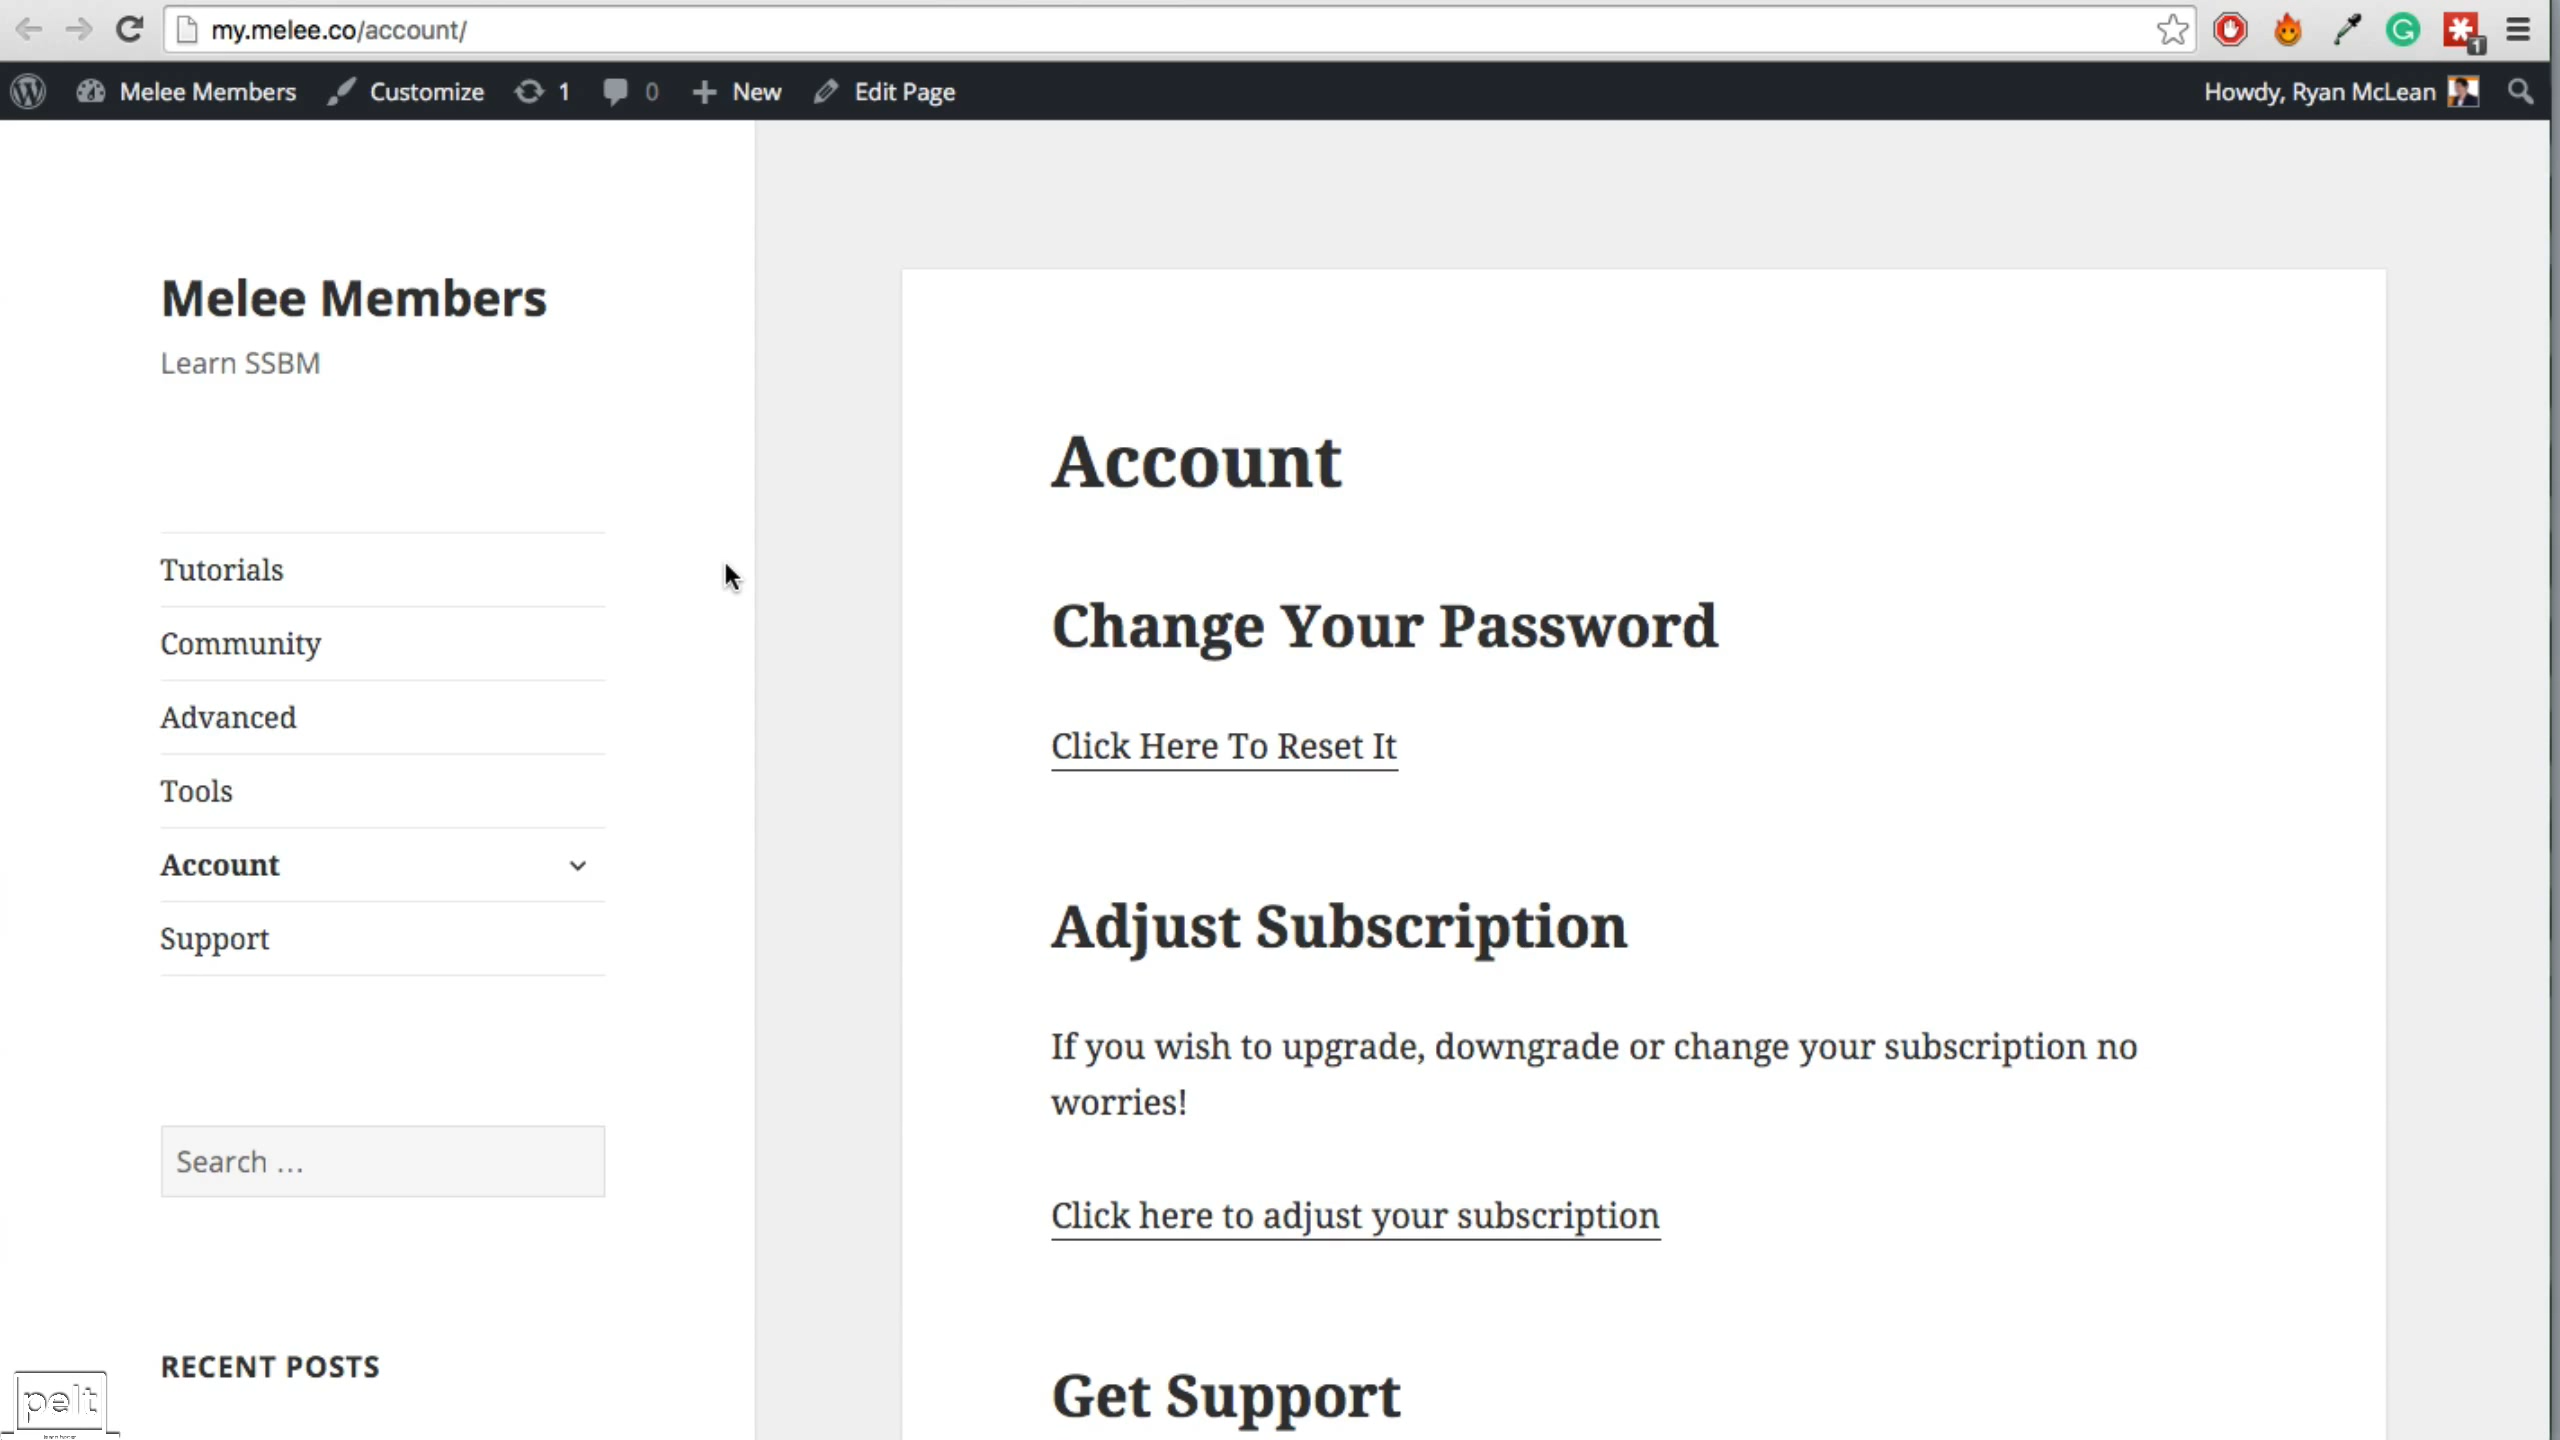 my.melee.co/account/
1
Melee Members
Customize
1
0
New
Edit Page
Howdy, Ryan McLean
Melee Members
Learn SSBM
Tutorials
Community
Advanced
Tools
Account
Support
Search …
RECENT POSTS
Account
Change Your Password
Click Here To Reset It
Adjust Subscription
If you wish to upgrade, downgrade or change your subscription no
worries!
Click here to adjust your subscription
Get Support
pelt